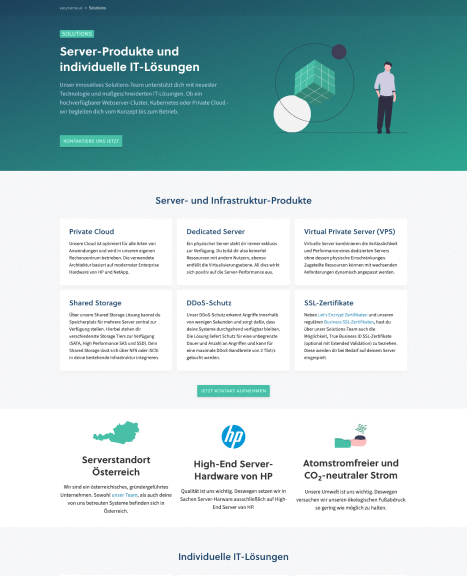 easyname.at > Solutions
SOLUTIONS
Server-Produkte und
individuelle IT-Lösungen
Unser innovatives Solutions-Team unterstützt dich mit neuester
Technologie und maßgeschneiderten IT-Lösungen. Ob ein
hochverfügbarer Webserver-Cluster, Kubernetes oder Private Cloud -
wir begleiten dich vom Konzept bis zum Betrieb.
KONTAKTIERE UNS JETZT
Server- und Infrastruktur-Produkte
Private Cloud
Unsere Cloud ist optimiert für alle Arten von
Anwendungen und wird in unseren eigenen
Rechenzentren betrieben. Die verwendete
Architektur basiert auf modernster Enterprise
Hardware von HP und NetApp.
Dedicated Server
Ein physischer Server steht dir immer exklusiv
zur Verfügung. Du teilst dir also keinerlei
Ressourcen mit anderen Nutzern, ebenso
entfällt die Virtualisierungsebene. All dies wirkt
sich positiv auf die Server-Performance aus.
Virtual Private Server (VPS)
Virtuelle Server kombinieren die Verlässlichkeit
und Performance eines dedizierten Servers
ohne dessen physische Einschränkungen.
Zugeteilte Ressourcen können mit wachsenden
Anforderungen dynamisch angepasst werden.
Shared Storage
Über unsere Shared Storage Lösung kannst du
Speicherplatz für mehrere Server zentral zur
Verfügung stellen. Hierbei stehen dir
verschiedenste Storage Tiers zur Verfügung
(SATA, High Performance SAS und SSD). Dein
Shared Storage lässt sich über NFS oder iSCSI
in deine bestehende Infrastruktur integrieren.
DDoS-Schutz
Unser DDoS-Schutz erkennt Angriffe innerhalb
von wenigen Sekunden und sorgt dafür, dass
deine Systeme durchgehend verfügbar bleiben.
Die Lösung liefert Schutz für eine unbegrenzte
Dauer und Anzahl an Angriffen und kann für
eine maximale DDoS-Bandbreite von 2 Tbit/s
gebucht werden.
SSL-Zertifikate
Neben Let's Encrypt Zertifikaten und unseren
regulären Business SSL-Zertifikaten, hast du
über unser Solutions-Team auch die
Möglichkeit, True Business ID SSL-Zertifikate
(optional mit Extended Validation) zu beziehen.
Diese werden dir bei Bedarf auf deinem Server
eingespielt.
JETZT KONTAKT AUFNEHMEN
Serverstandort
Österreich
Wir sind ein österreichisches, gründergeführtes
Unternehmen. Sowohl unser Team, als auch deine
von uns betreuten Systeme befinden sich in
Österreich.
hp
High-End Server-
Hardware von HP
Qualität ist uns wichtig. Deswegen setzen wir in
Sachen Server-Harware ausschließlich auf High-
End Server von HP.
Atomstromfreier und
CO2-neutraler Strom
Unsere Umwelt ist uns wichtig. Deswegen
versuchen wir unseren ökologischen Fußabdruck
so gering wie möglich zu halten.
Individuelle IT-Lösungen